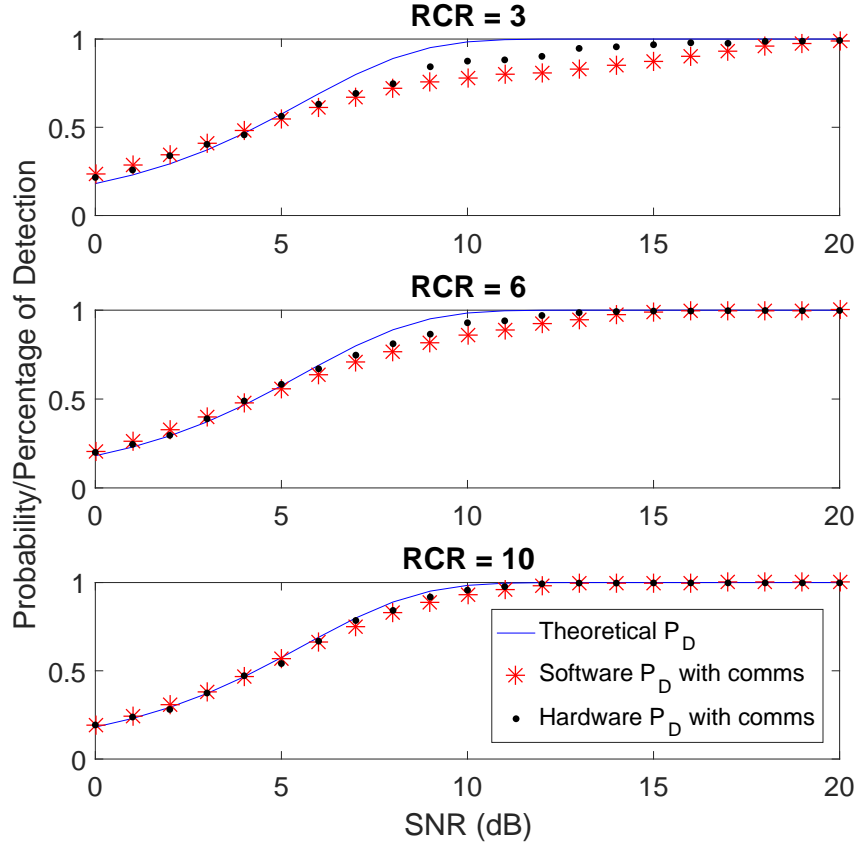 RCR = 3
1
0.5
0
0 5 10 15 20
RCR = 6
1
0.5
0
0 5 10 15 20
RCR = 10
1
0.5
0
0 5 10 15 20
Theoretical P_D
Software P_D with comms
Hardware P_D with comms
SNR (dB)
Probability/Percentage of Detection